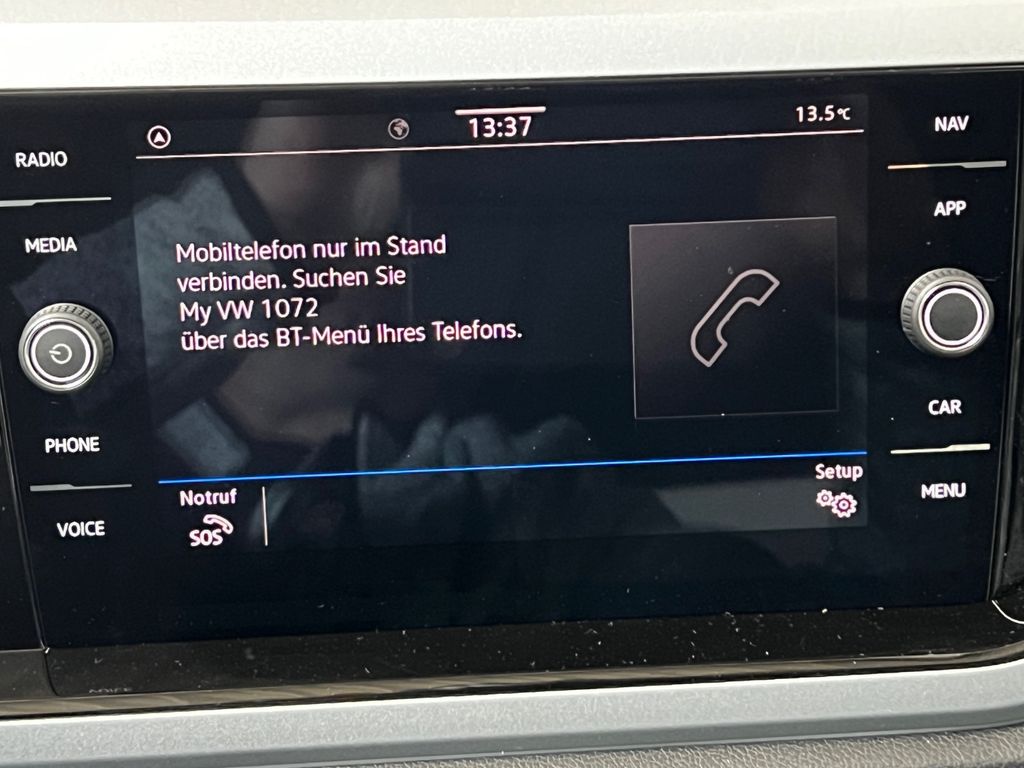 13:37
13.5°C
RADIO
MEDIA
PHONE
VOICE
Mobiltelefon nur im Stand
verbinden. Suchen Sie
My VW 1072
über das BT-Menü Ihres Telefons.
Notruf
SOS
Setup
NAV
APP
CAR
MENU